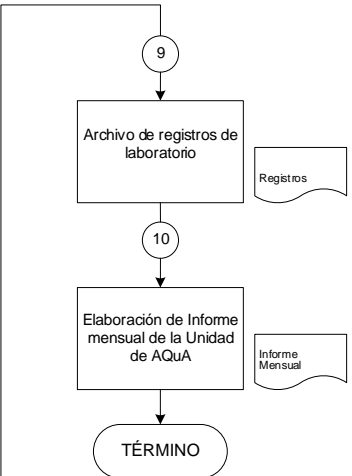 9
Archivo de registros de
laboratorio
Registros
10
Elaboración de Informe
mensual de la Unidad
de AQuA
Informe
Mensual
TÉRMINO